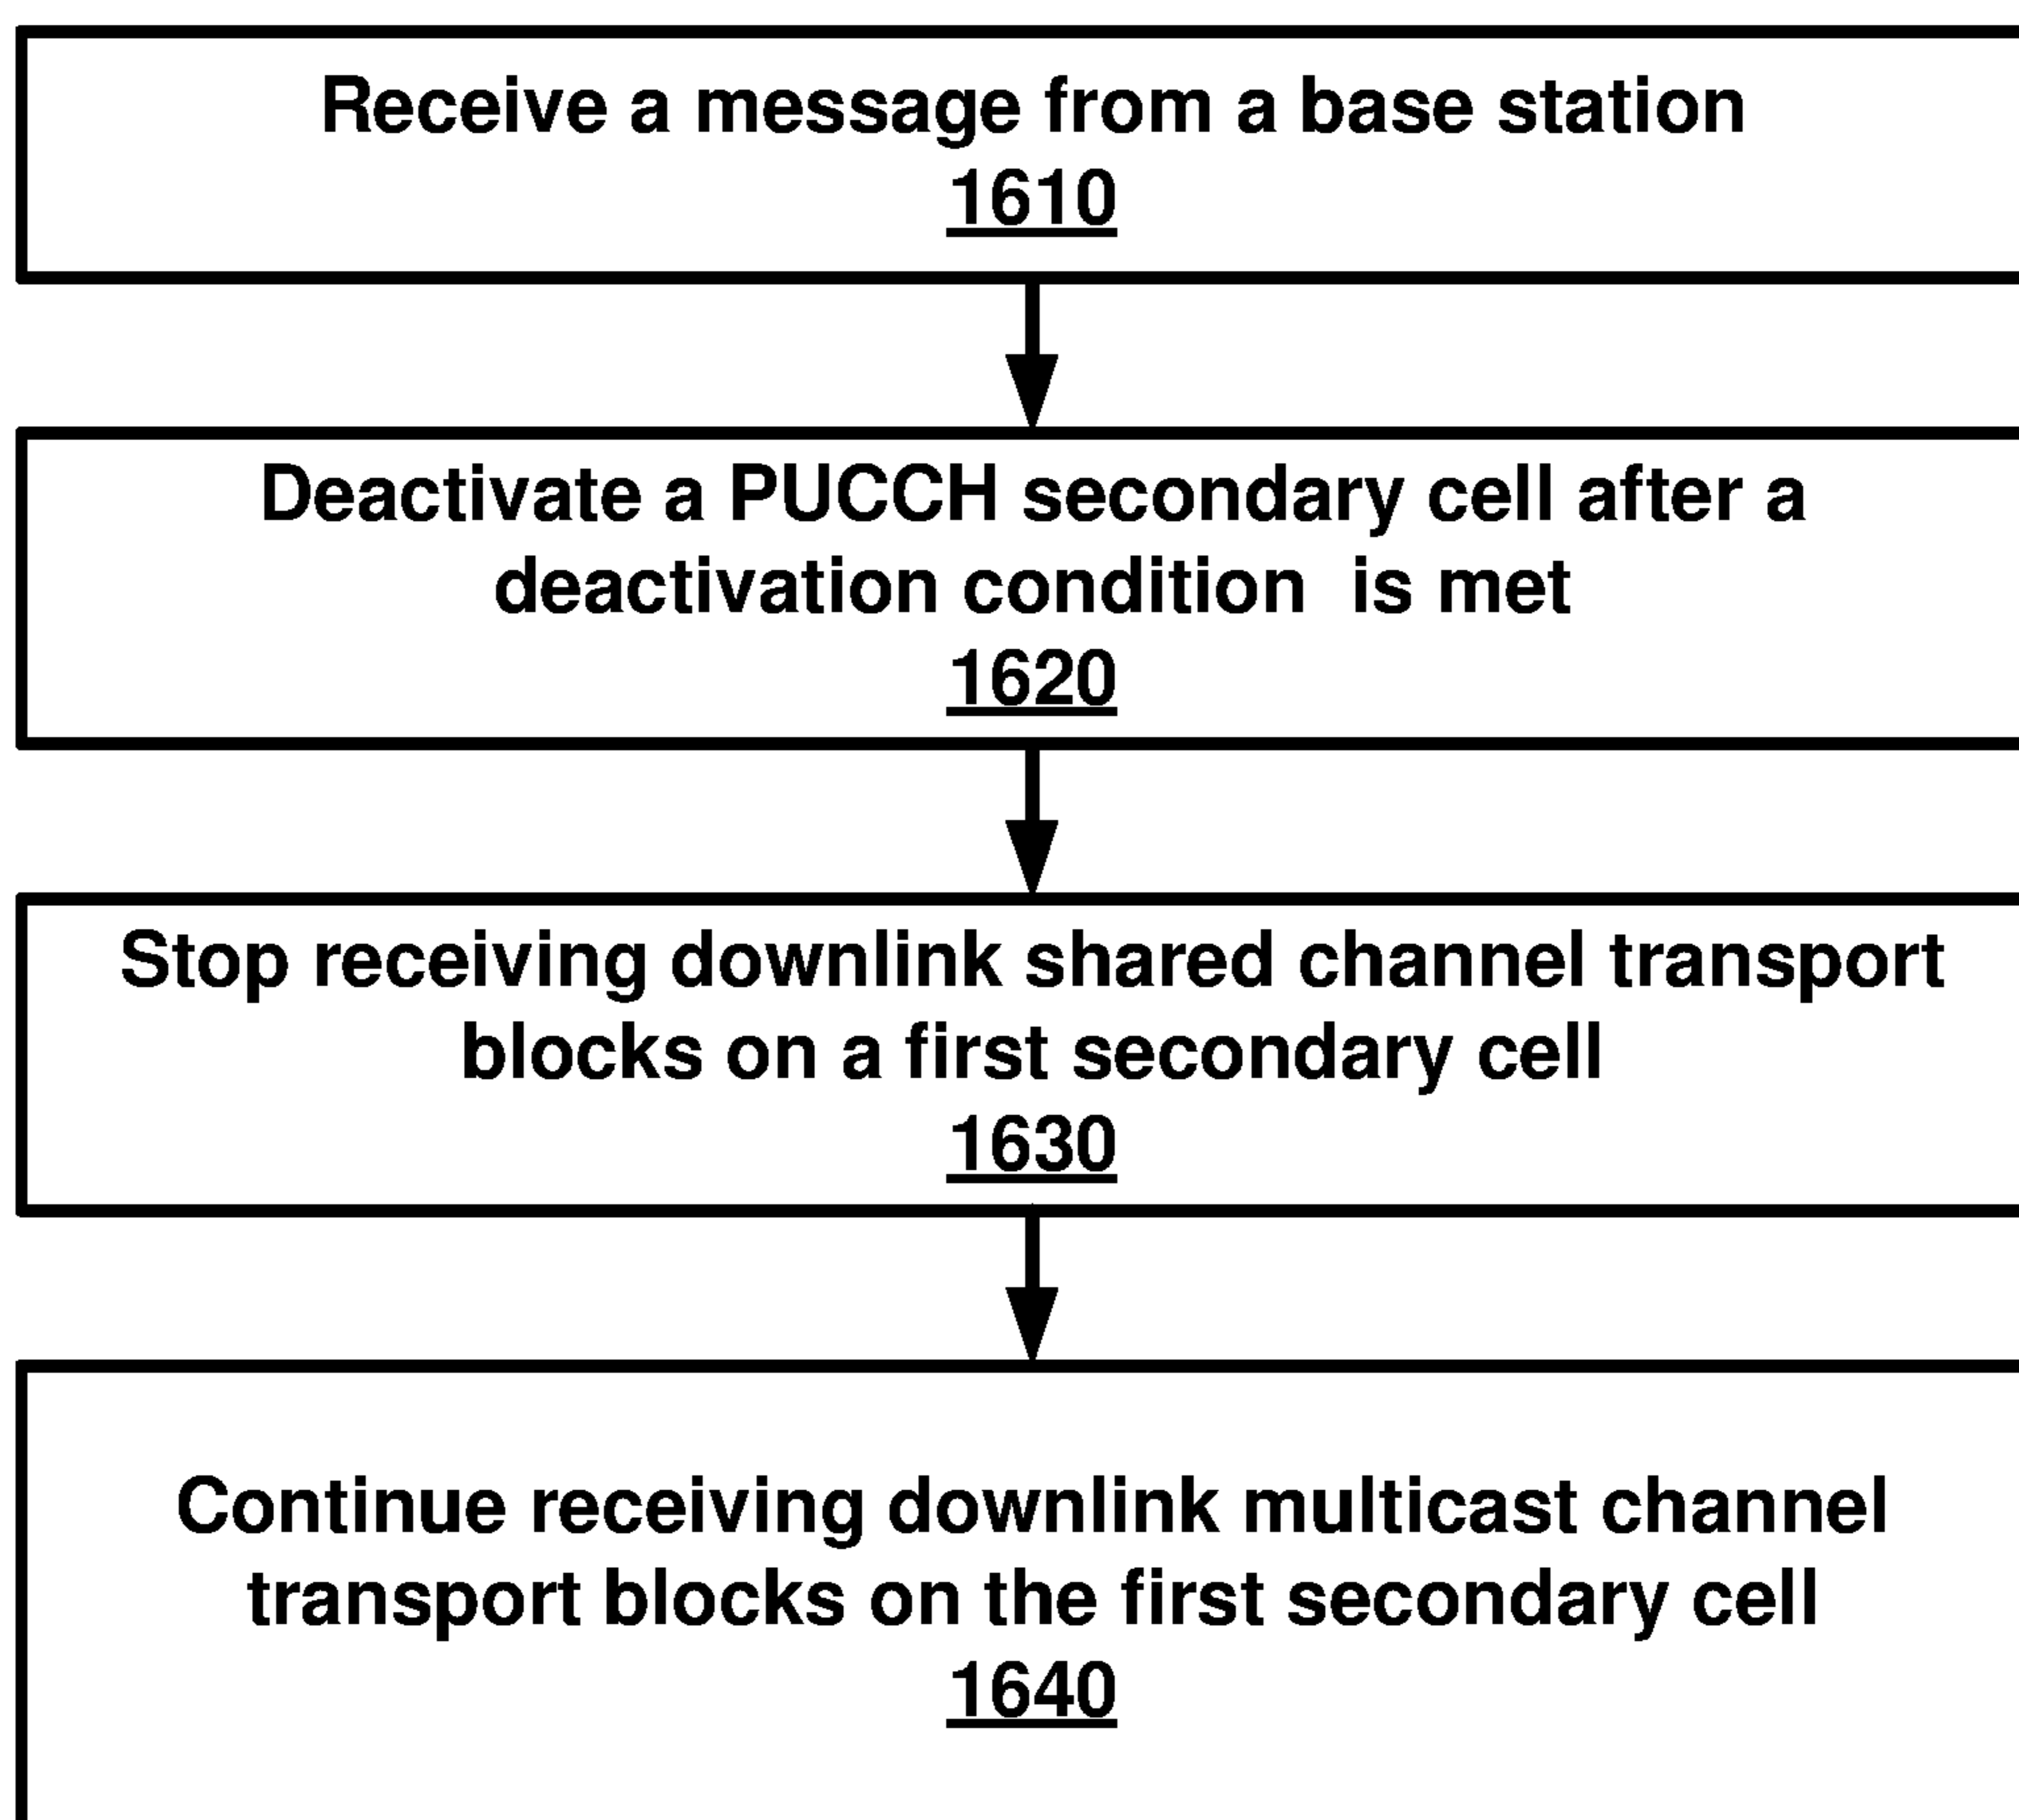 Receive a message from a base station
1610
Deactivate a PUCCH secondary cell after a
deactivation condition  is met
1620
Stop receiving downlink shared channel transport
blocks on a first secondary cell
1630
Continue receiving downlink multicast channel
transport blocks on the first secondary cell
1640